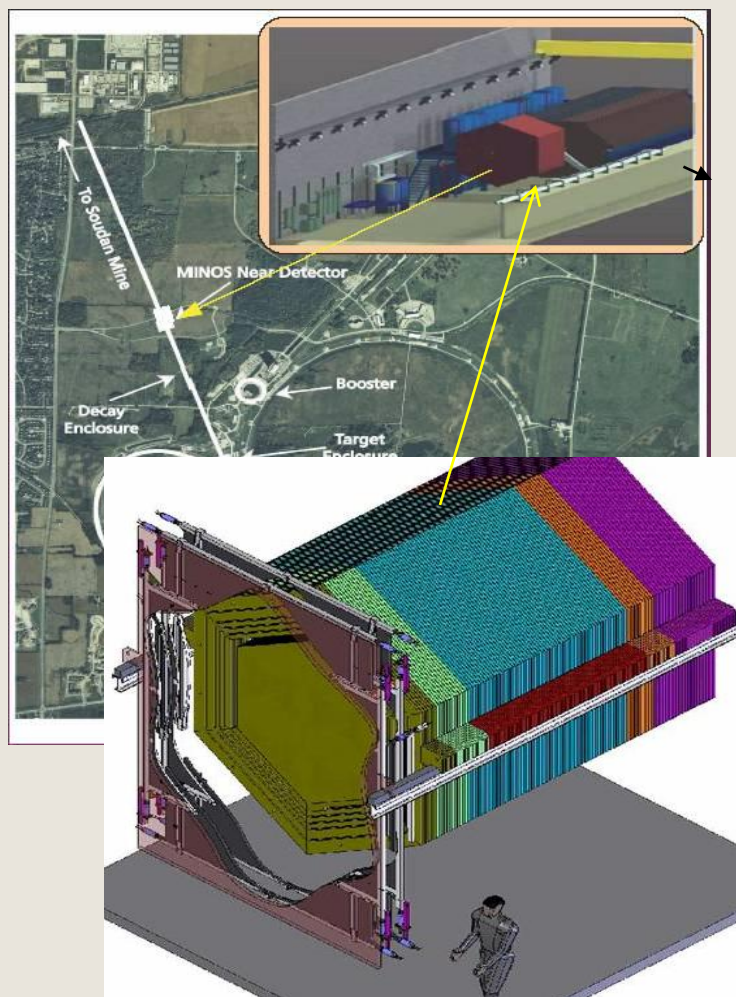 To Soudan Mine
MINOS Near Detector
Booster
Decay
Enclosure
Target
Enclosure